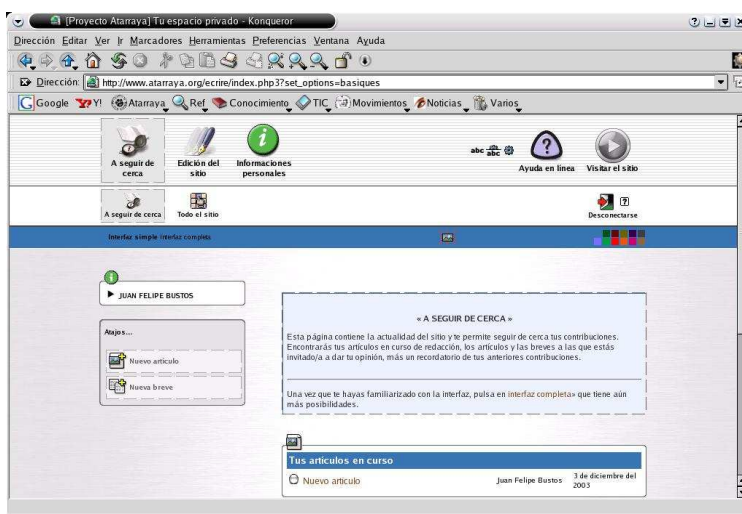 [Proyecto Atarraya] Tu espacio privado - Konqueror
Dirección Editar Ver Ir Marcadores Herramientas Preferencias Ventana Ayuda
Dirección: http://www.atarraya.org/ecrire/index.php3?set_options=basiques
Google Y! Atarraya Ref Conocimiento TIC Movimientos Noticias Varios
A seguir de cerca
Edición del sitio
Informaciones personales
abc abc
Ayuda en línea
Visitar el sitio
A seguir de cerca
Todo el sitio
Desconectarse
Interfaz simple interfaz completa
JUAN FELIPE BUSTOS
Atajos...
Nuevo artículo
Nueva breve
« A SEGUIR DE CERCA »
Esta página contiene la actualidad del sitio y te permite seguir de cerca tus contribuciones.
Encontrarás tus artículos en curso de redacción, los artículos y las breves a las que estás
invitado/a a dar tu opinión, más un recordatorio de tus anteriores contribuciones.
Una vez que te hayas familiarizado con la interfaz, pulsa en interfaz completa» que tiene aún
más posibilidades.
Tus artículos en curso
Nuevo artículo Juan Felipe Bustos 3 de diciembre del
2003